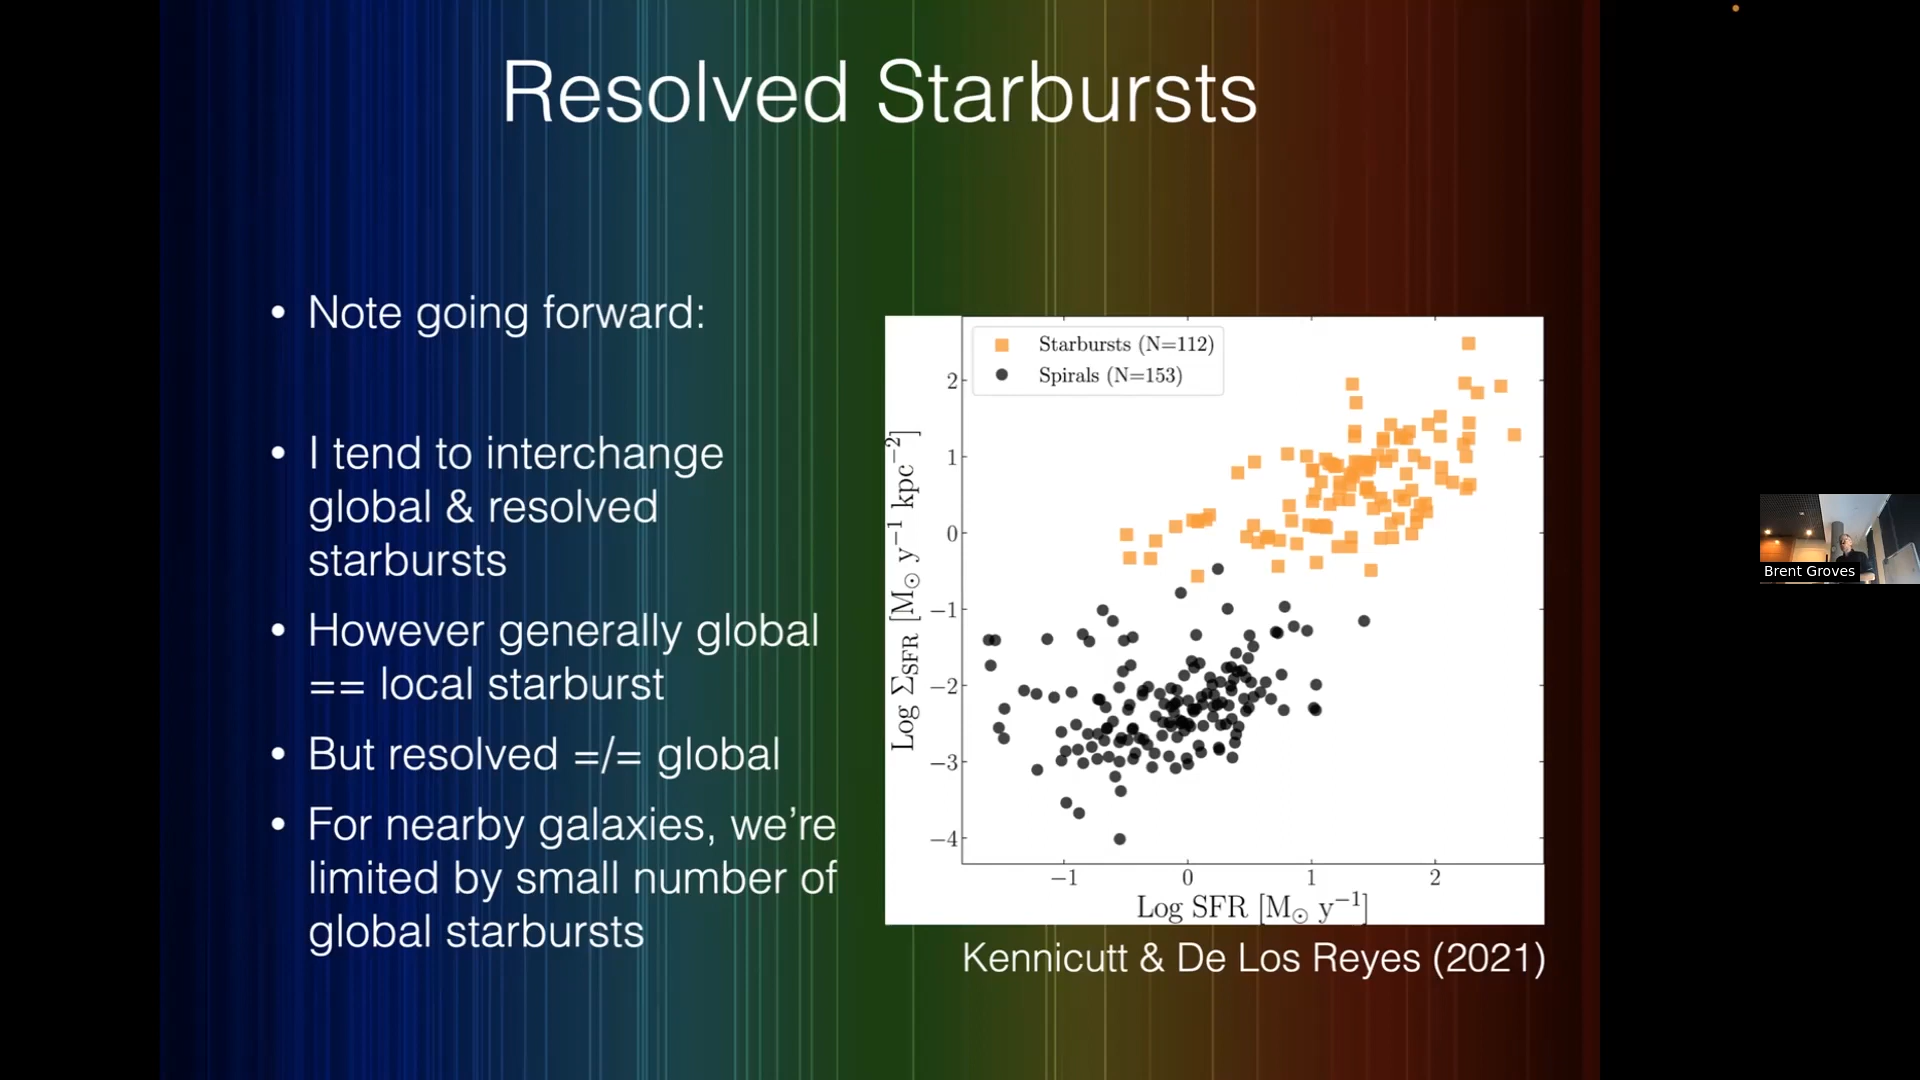 Resolved Starbursts
• Note going forward:
• I tend to interchange
global & resolved
starbursts
• However generally global
== local starburst
• But resolved =/= global
• For nearby galaxies, we're
limited by small number of
global starbursts
Starbursts (N=112)
Spirals (N=153)
Log Σ_SFR [M⊙ y⁻¹ kpc⁻²]
2
1
0
−1
−2
−3
−4
−1 0 1 2
Log SFR [M⊙ y⁻¹]
Kennicutt & De Los Reyes (2021)
Brent Groves